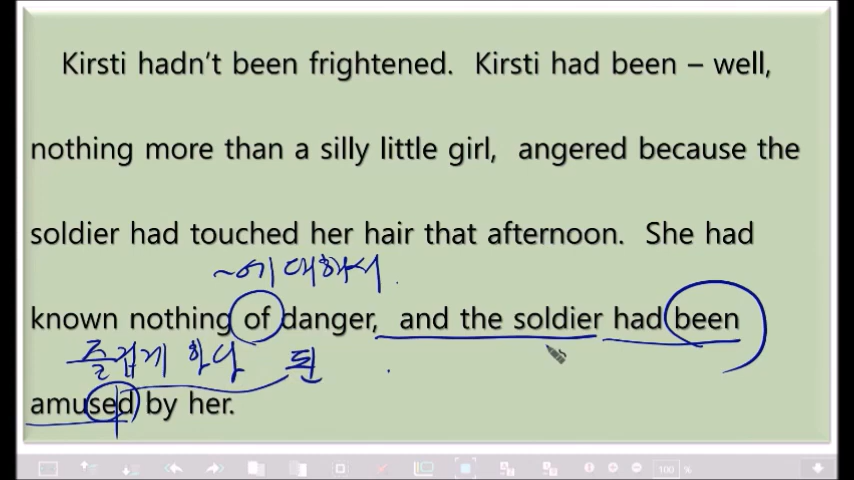 Kirsti hadn't been frightened. Kirsti had been – well,
nothing more than a silly little girl, angered because the
soldier had touched her hair that afternoon. She had
~에 대해서
known nothing of danger, and the soldier had been
즐겁게 하다 된
amused by her.
100 %